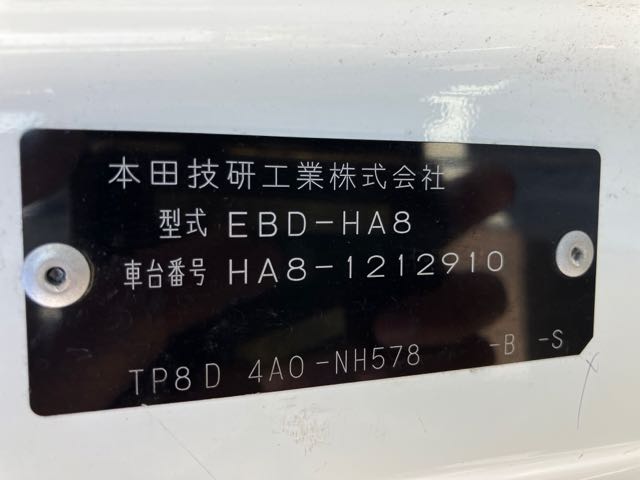 本田技研工業株式会社
型式 EBD-HA8
車台番号 HA8-1212910
TP8D 4A0-NH578 -B -S